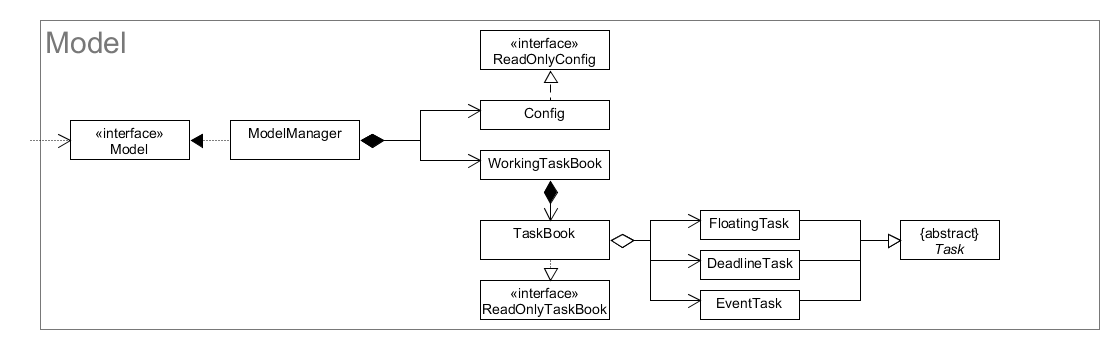 Model
«interface»
ReadOnlyConfig
Config
«interface»
Model
ModelManager
WorkingTaskBook
TaskBook
FloatingTask
{abstract}
Task
DeadlineTask
EventTask
«interface»
ReadOnlyTaskBook